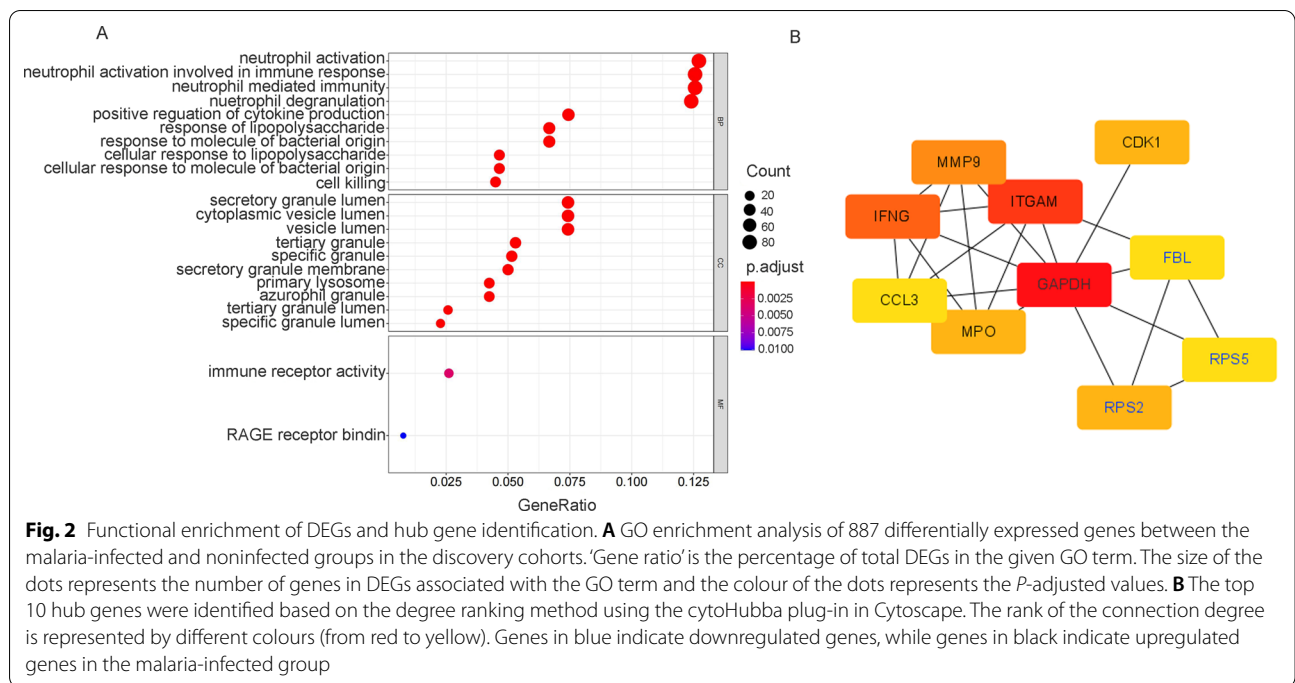 A
neutrophil activation
neutrophil activation involved in immune response
neutrophil mediated immunity
nuetrophil degranulation
positive reguation of cytokine production
response of lipopolysaccharide
response to molecule of bacterial origin
cellular response to lipopolysaccharide
cellular response to molecule of bacterial origin
cell killing
BP
secretory granule lumen
cytoplasmic vesicle lumen
vesicle lumen
tertiary granule
specific granule
secretory granule membrane
primary lysosome
azurophil granule
tertiary granule lumen
specific granule lumen
CC
immune receptor activity
RAGE receptor bindin
MF
0.025 0.050 0.075 0.100 0.125
GeneRatio
Count
20
40
60
80
p.adjust
0.0025
0.0050
0.0075
0.0100
B
CDK1
MMP9
ITGAM
IFNG
FBL
GAPDH
CCL3
MPO
RPS5
RPS2
Fig. 2 Functional enrichment of DEGs and hub gene identification. A GO enrichment analysis of 887 differentially expressed genes between the
malaria-infected and noninfected groups in the discovery cohorts. 'Gene ratio' is the percentage of total DEGs in the given GO term. The size of the
dots represents the number of genes in DEGs associated with the GO term and the colour of the dots represents the P-adjusted values. B The top
10 hub genes were identified based on the degree ranking method using the cytoHubba plug-in in Cytoscape. The rank of the connection degree
is represented by different colours (from red to yellow). Genes in blue indicate downregulated genes, while genes in black indicate upregulated
genes in the malaria-infected group